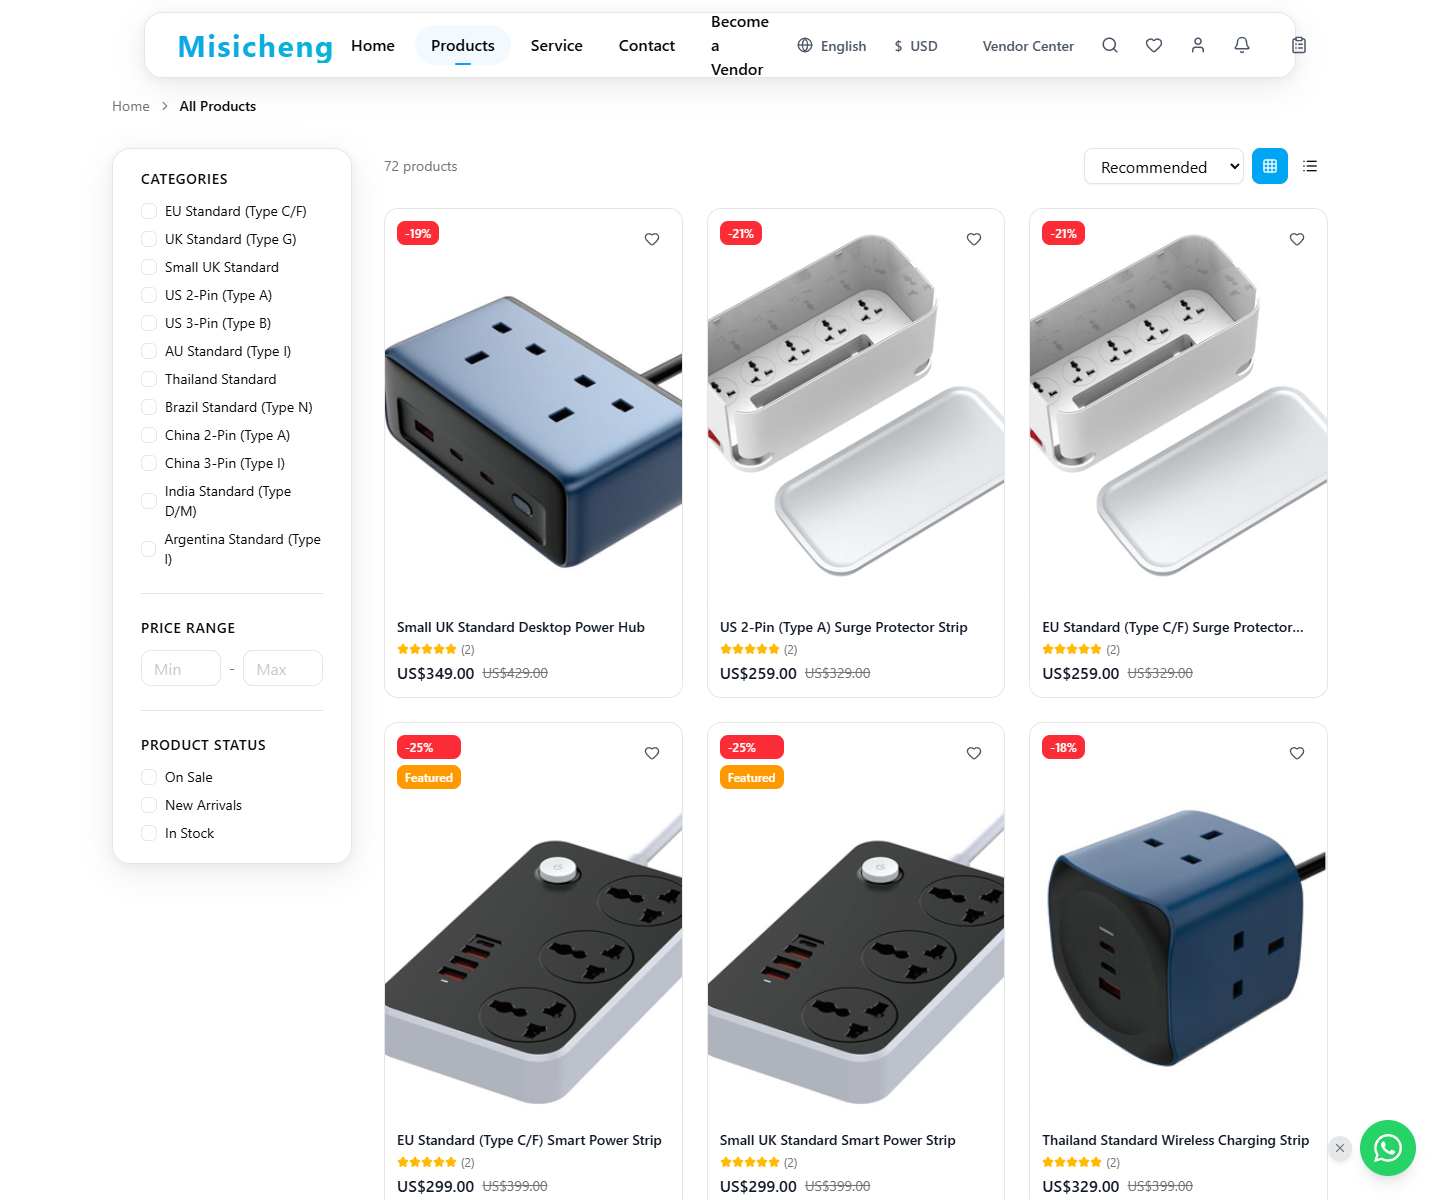 Misicheng
Home
Products
Service
Contact
Become
a
Vendor
English
$ USD
Vendor Center
Home
All Products
CATEGORIES
EU Standard (Type C/F)
UK Standard (Type G)
Small UK Standard
US 2-Pin (Type A)
US 3-Pin (Type B)
AU Standard (Type I)
Thailand Standard
Brazil Standard (Type N)
China 2-Pin (Type A)
China 3-Pin (Type I)
India Standard (Type
D/M)
Argentina Standard (Type
I)
PRICE RANGE
Min - Max
PRODUCT STATUS
On Sale
New Arrivals
In Stock
72 products
Recommended
-19%
Small UK Standard Desktop Power Hub
(2)
US$349.00 US$429.00
-21%
US 2-Pin (Type A) Surge Protector Strip
(2)
US$259.00 US$329.00
-21%
EU Standard (Type C/F) Surge Protector...
(2)
US$259.00 US$329.00
-25%
Featured
EU Standard (Type C/F) Smart Power Strip
(2)
US$299.00 US$399.00
-25%
Featured
Small UK Standard Smart Power Strip
(2)
US$299.00 US$399.00
-18%
Thailand Standard Wireless Charging Strip
(2)
US$329.00 US$399.00